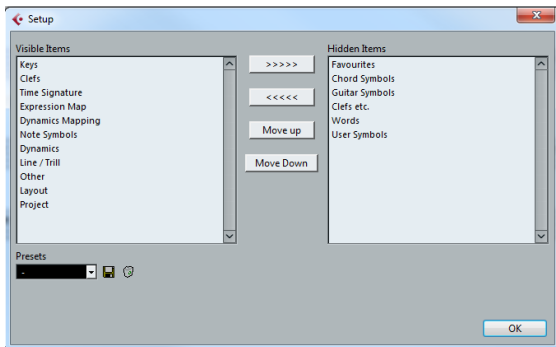 Setup
Visible Items
Keys
Clefs
Time Signature
Expression Map
Dynamics Mapping
Note Symbols
Dynamics
Line / Trill
Other
Layout
Project
>>>>>
<<<<<
Move up
Move Down
Hidden Items
Favourites
Chord Symbols
Guitar Symbols
Clefs etc.
Words
User Symbols
Presets
-
OK